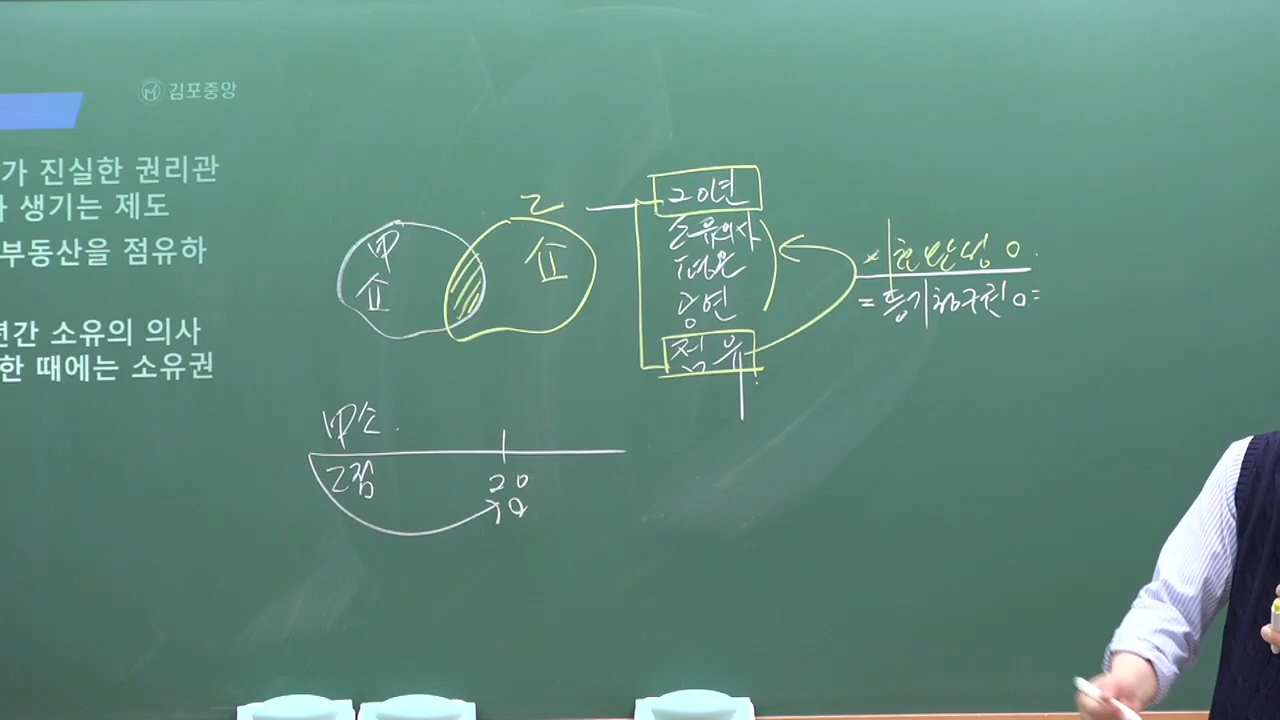 김포중앙
가 진실한 권리관
생기는 제도
부동산을 점유하
년간 소유의 의사
한 때에는 소유권
甲
乙
20년
소유의사
평온
공연
점유
등기청구권 0
甲소.
乙점
20